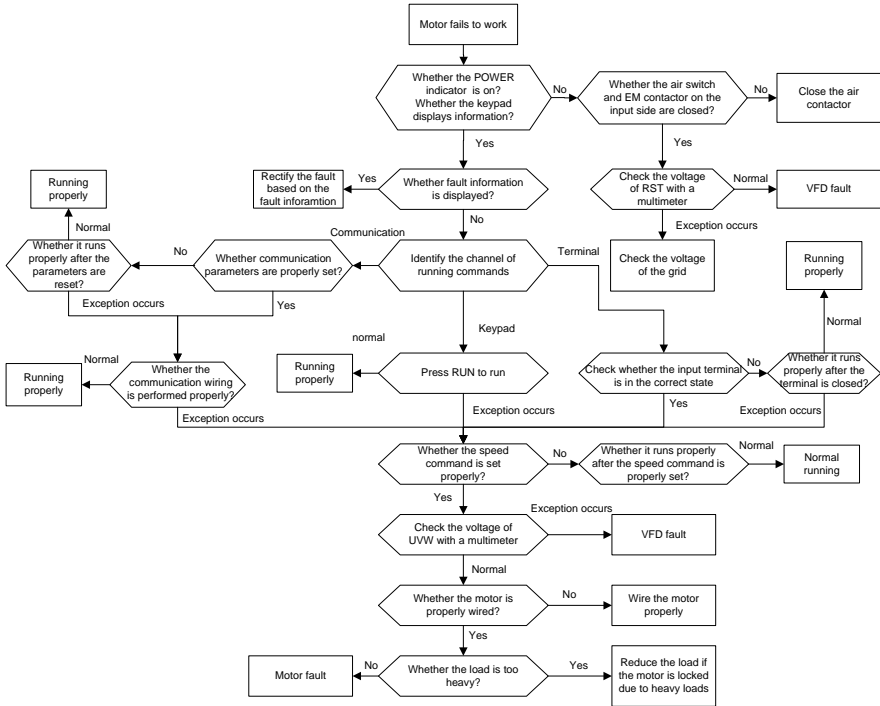 Motor fails to work
Whether the POWER
indicator is on?
Whether the keypad
displays information?
No
Whether the air switch
and EM contactor on the
input side are closed?
No
Close the air
contactor
Yes
Yes
Rectify the fault
based on the
fault inforamtion
Yes
Whether fault information
is displayed?
Check the voltage
of RST with a
multimeter
Normal
VFD fault
Running
properly
Normal
No
Exception occurs
Communication
Whether it runs
properly after the
parameters are
reset?
No
Whether communication
parameters are properly set?
Identify the channel of
running commands
Terminal
Check the voltage
of the grid
Running
properly
Exception occurs
Yes
Keypad
Normal
normal
Running
properly
Normal
Whether the
communication wiring
is performed properly?
Running
properly
Press RUN to run
Check whether the input terminal
is in the correct state
No
Whether it runs
properly after the
terminal is closed?
Exception occurs
Exception occurs
Yes
Exception occurs
Whether the speed
command is set
properly?
No
Whether it runs properly
after the speed command is
properly set?
Normal
Normal
running
Yes
Exception occurs
Check the voltage of
UVW with a multimeter
VFD fault
Normal
Whether the motor is
properly wired?
No
Wire the motor
properly
Yes
Motor fault
No
Whether the load is too
heavy?
Yes
Reduce the load if
the motor is locked
due to heavy loads